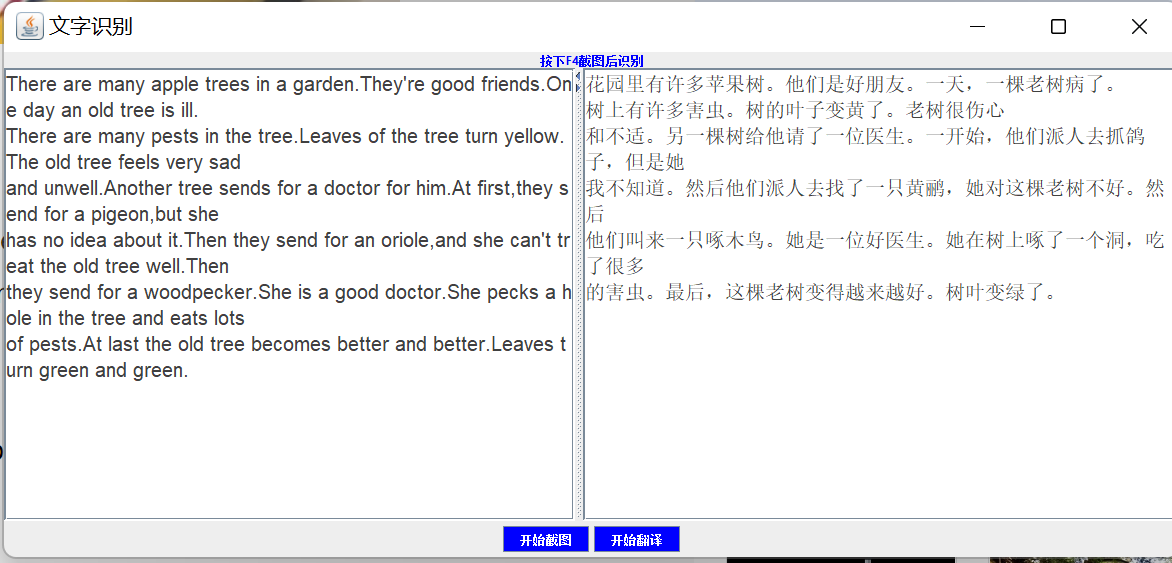 文字识别
按下F4截图后识别
There are many apple trees in a garden.They're good friends.On
e day an old tree is ill.
There are many pests in the tree.Leaves of the tree turn yellow.
The old tree feels very sad
and unwell.Another tree sends for a doctor for him.At first,they s
end for a pigeon,but she
has no idea about it.Then they send for an oriole,and she can't tr
eat the old tree well.Then
they send for a woodpecker.She is a good doctor.She pecks a h
ole in the tree and eats lots
of pests.At last the old tree becomes better and better.Leaves t
urn green and green.
花园里有许多苹果树。他们是好朋友。一天，一棵老树病了。
树上有许多害虫。树的叶子变黄了。老树很伤心
和不适。另一棵树给他请了一位医生。一开始，他们派人去抓鸽
子，但是她
我不知道。然后他们派人去找了一只黄鹂，她对这棵老树不好。然
后
他们叫来一只啄木鸟。她是一位好医生。她在树上啄了一个洞，吃
了很多
的害虫。最后，这棵老树变得越来越好。树叶变绿了。
开始截图
开始翻译